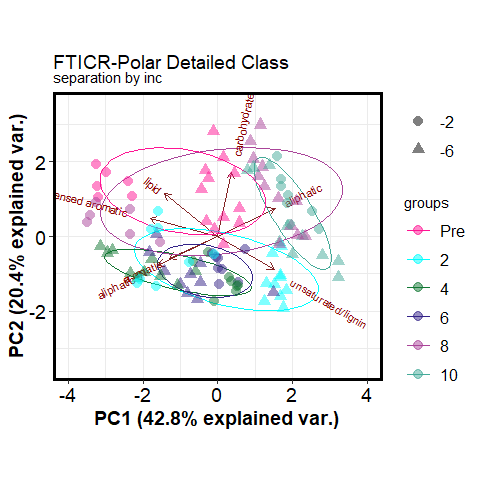 FTICR-Polar Detailed Class
separation by inc
PC2 (20.4% explained var.)
2
0
-2
carbohydrate
lipid
aliphatic
ensed aromatic
unsaturated/lignin
-4
-2
0
2
4
PC1 (42.8% explained var.)
-2
-6
groups
Pre
2
4
6
8
10